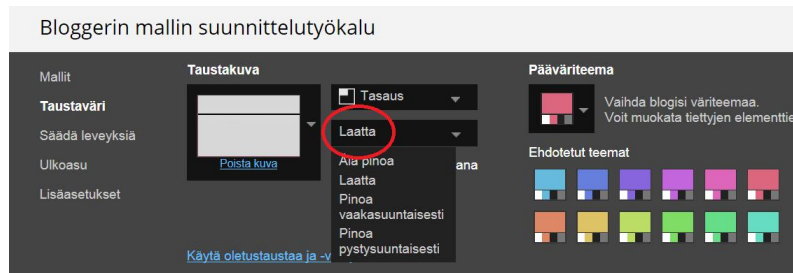 Bloggerin mallin suunnittelutyökalu
Mallit
Taustaväri
Säädä leveyksiä
Ulkoasu
Lisäasetukset
Taustakuva
Poista kuva
Tasaus
Laatta
Älä pinoa
ana
Laatta
Pinoa
vaakasuuntaisesti
Pinoa
pystysuuntaisesti
Käytä oletustaustaa ja -v
Pääväriteema
Vaihda blogisi väriteemaa.
Voit muokata tiettyjen elementtie
Ehdotetut teemat